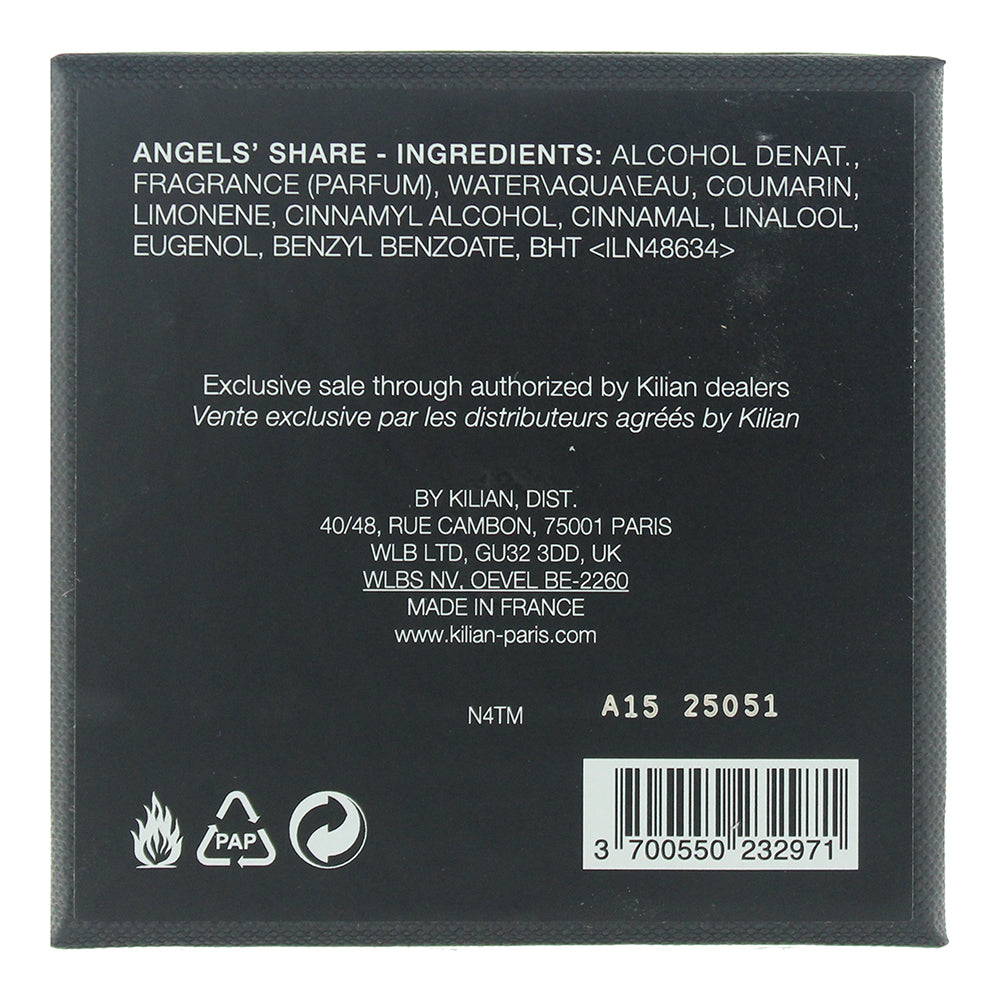 ANGELS' SHARE - INGREDIENTS: ALCOHOL DENAT.,
FRAGRANCE (PARFUM), WATER\AQUA\EAU, COUMARIN,
LIMONENE, CINNAMYL ALCOHOL, CINNAMAL, LINALOOL,
EUGENOL, BENZYL BENZOATE, BHT <ILN48634>
Exclusive sale through authorized by Kilian dealers
Vente exclusive par les distributeurs agréés by Kilian
BY KILIAN, DIST.
40/48, RUE CAMBON, 75001 PARIS
WLB LTD, GU32 3DD, UK
WLBS NV, OEVEL BE-2260
MADE IN FRANCE
www.kilian-paris.com
N4TM
A15 25051
PAP
3 700550 232971